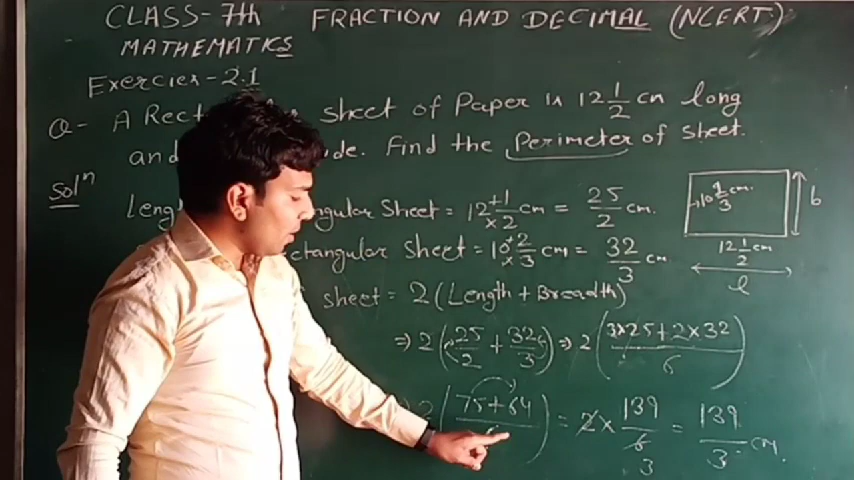 CLASS-7th FRACTION AND DECIMAL (NCERT)
MATHEMATICS
Exercies-2.1
Q- A Rect sheet of Paper is 12 1/2 cm long
and de. Find the Perimeter of sheet.
Solⁿ
Leng ngular Sheet = 12 +1/×2 cm = 25/2 cm.
ctangular Sheet = 10 +2/×3 cm = 32/3 cm
10 2/3 cm.
b
12 1/2 cm
l
sheet = 2 (Length + Breadth)
⇒ 2 (25/2 + 32/3) ⇒ 2 (3×25+2×32/6)
2 (75+64/6) = 2 × 139/6 3 = 139/3 cm.